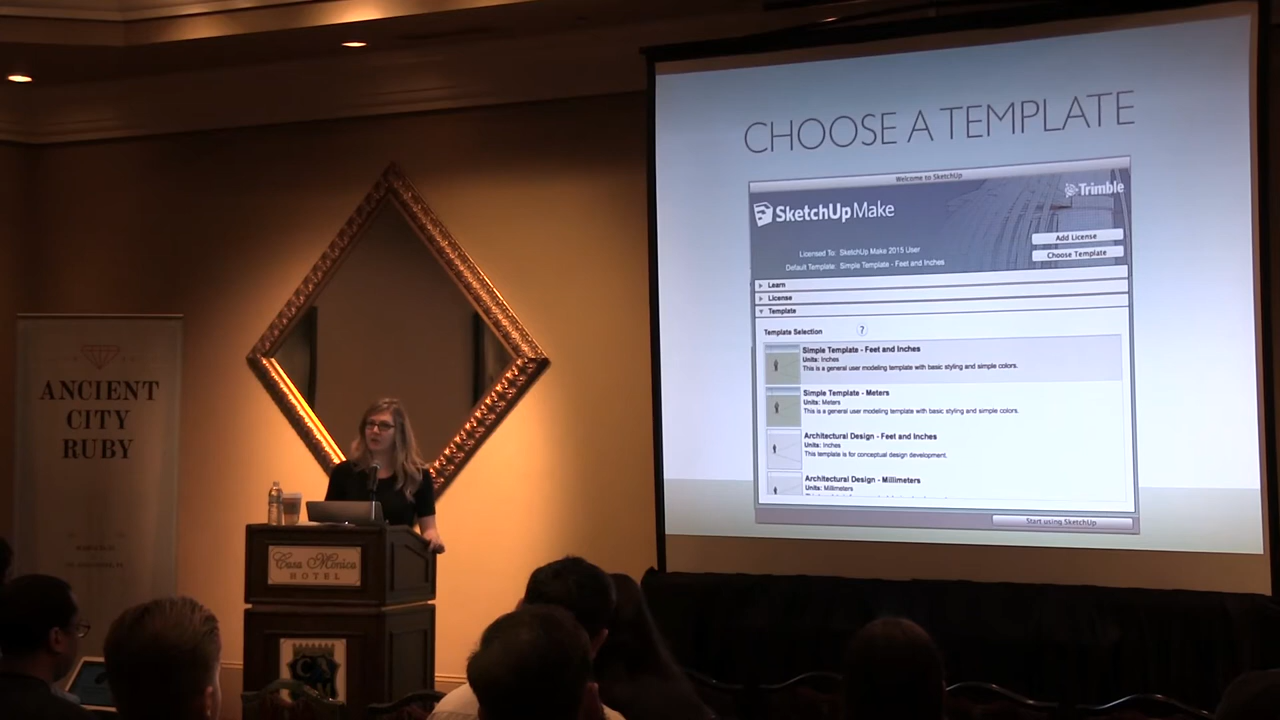 ANCIENT
CITY
RUBY
Casa Monica
HOTEL
CHOOSE A TEMPLATE
Welcome to SketchUp
SketchUp Make
Trimble
Licensed To: SketchUp Make 2015 User
Default Template: Simple Template - Feet and Inches
Add License
Choose Template
Learn
License
Template
Template Selection
?
Simple Template - Feet and Inches
Units: Inches
This is a general user modeling template with basic styling and simple colors.
Simple Template - Meters
Units: Meters
This is a general user modeling template with basic styling and simple colors.
Architectural Design - Feet and Inches
Units: Inches
This template is for conceptual design development.
Architectural Design - Millimeters
Units: Millimeters
Start using SketchUp